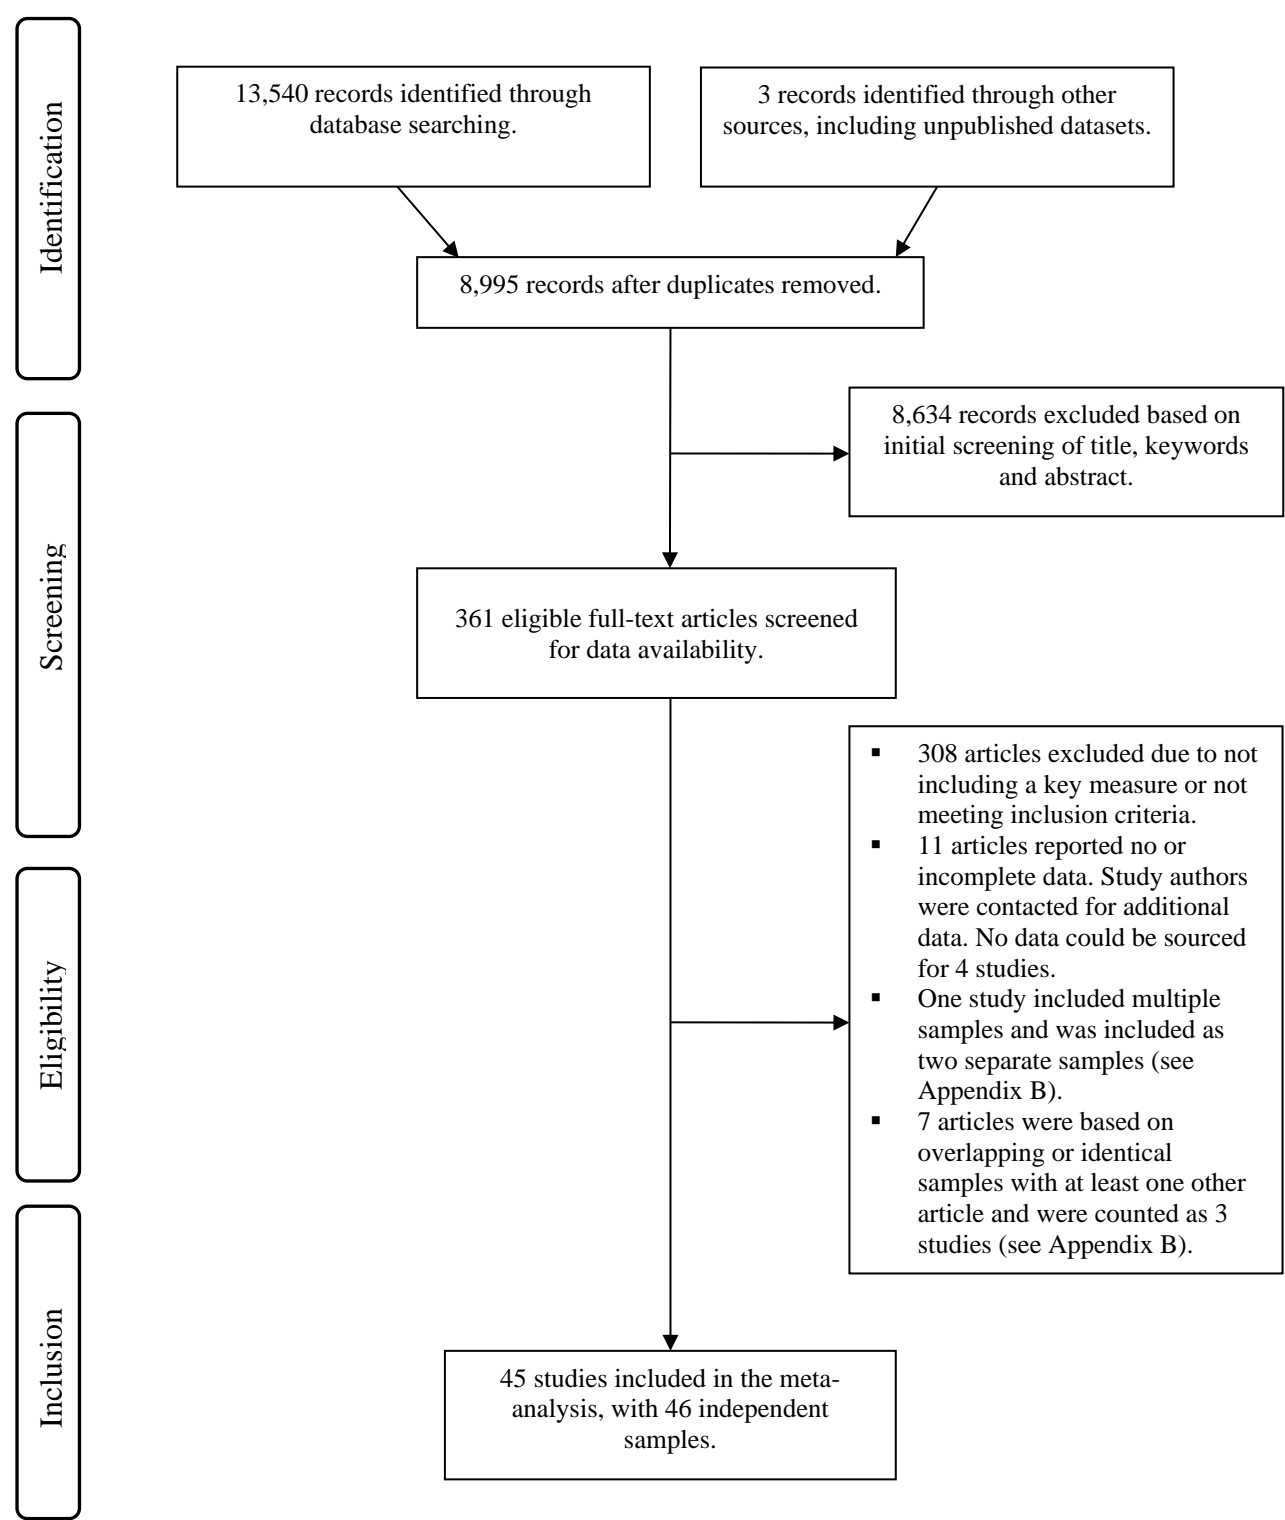 Identification
13,540 records identified through
database searching.
3 records identified through other
sources, including unpublished datasets.
8,995 records after duplicates removed.
Screening
8,634 records excluded based on
initial screening of title, keywords
and abstract.
361 eligible full-text articles screened
for data availability.
Eligibility
▪ 308 articles excluded due to not
including a key measure or not
meeting inclusion criteria.
▪ 11 articles reported no or
incomplete data. Study authors
were contacted for additional
data. No data could be sourced
for 4 studies.
▪ One study included multiple
samples and was included as
two separate samples (see
Appendix B).
▪ 7 articles were based on
overlapping or identical
samples with at least one other
article and were counted as 3
studies (see Appendix B).
Inclusion
45 studies included in the meta-
analysis, with 46 independent
samples.